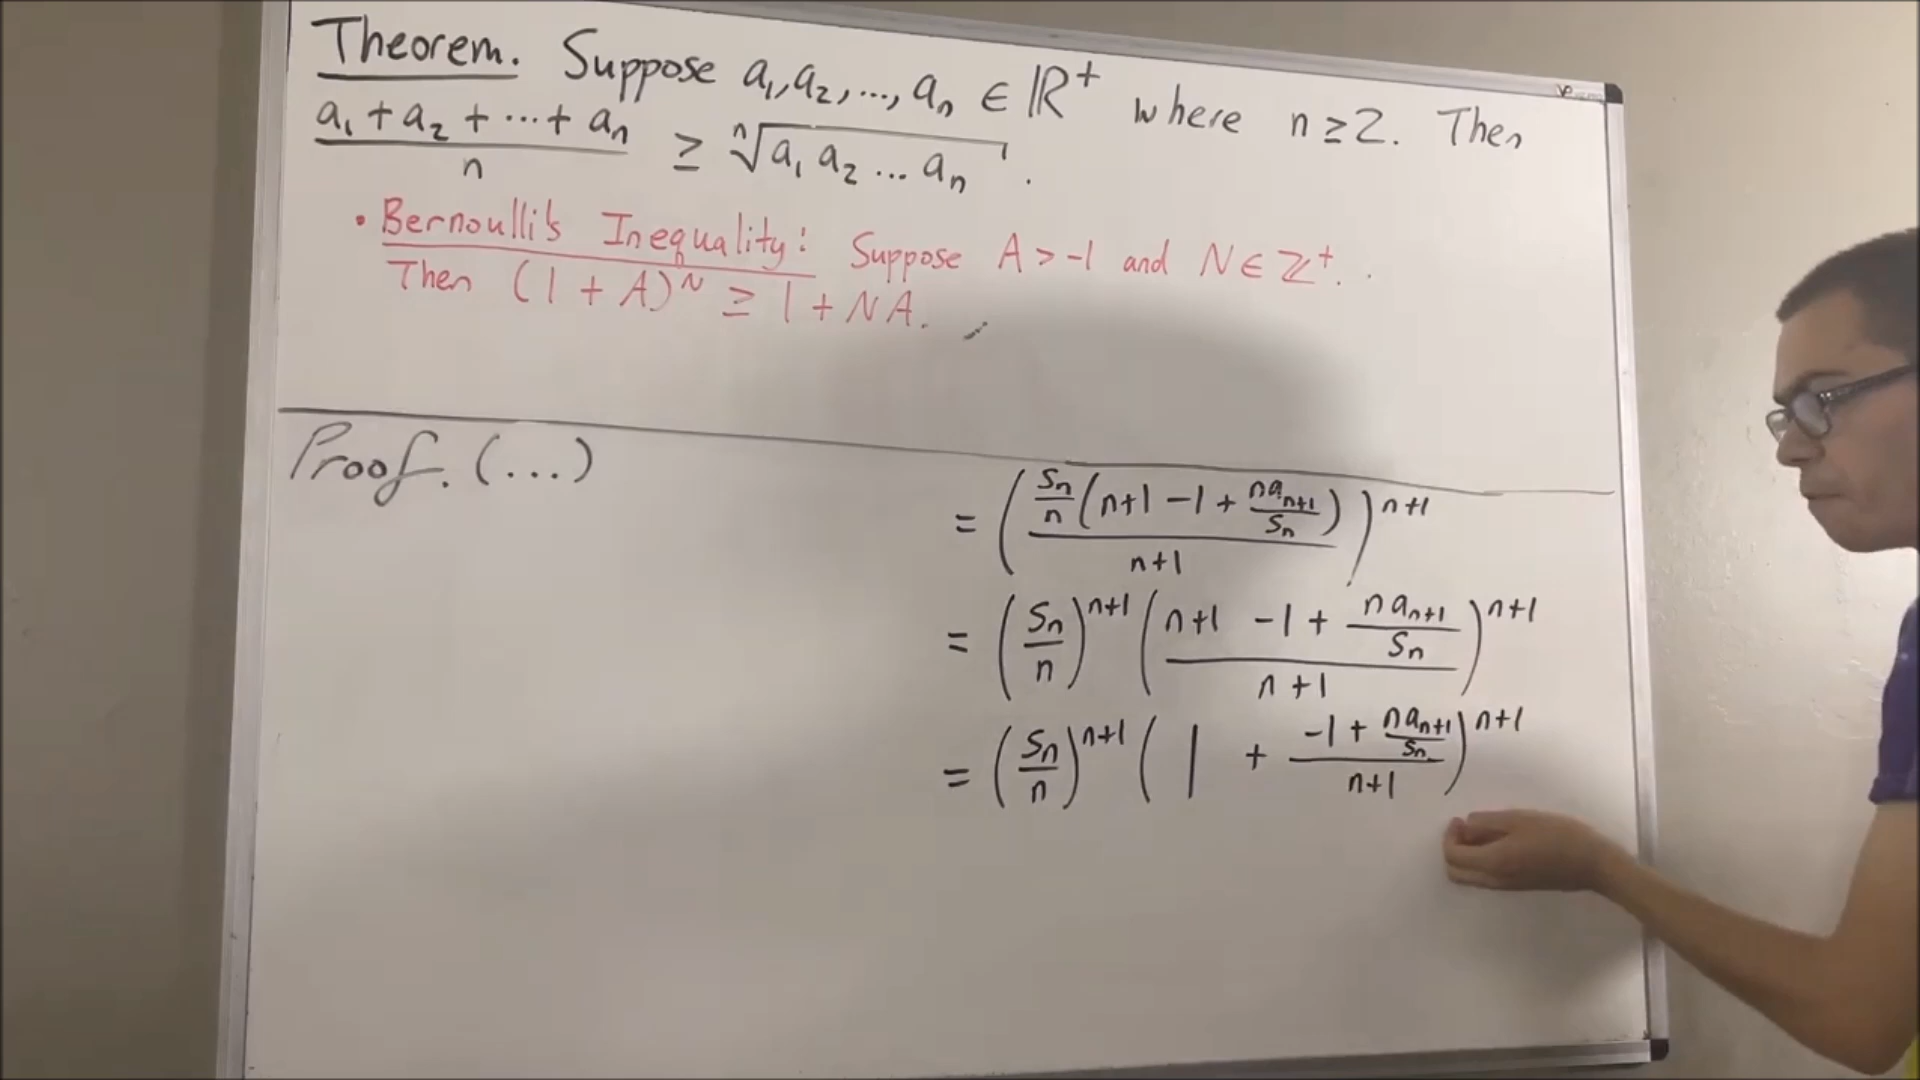 Theorem. Suppose a₁, a₂, ..., aₙ ∈ ℝ⁺ where n ≥ 2. Then
(a₁ + a₂ + ··· + aₙ)/n ≥ ⁿ√(a₁ a₂ ... aₙ).
• Bernoulli's Inequality: Suppose A > -1 and N ∈ ℤ⁺.
Then (1 + A)ᴺ ≥ 1 + NA.
Proof. (...)
= ( (Sₙ/n (n+1 - 1 + naₙ₊₁/Sₙ)) / (n+1) )ⁿ⁺¹
= (Sₙ/n)ⁿ⁺¹ ( (n+1 - 1 + naₙ₊₁/Sₙ) / (n+1) )ⁿ⁺¹
= (Sₙ/n)ⁿ⁺¹ ( 1 + (-1 + naₙ₊₁/Sₙ) / (n+1) )ⁿ⁺¹